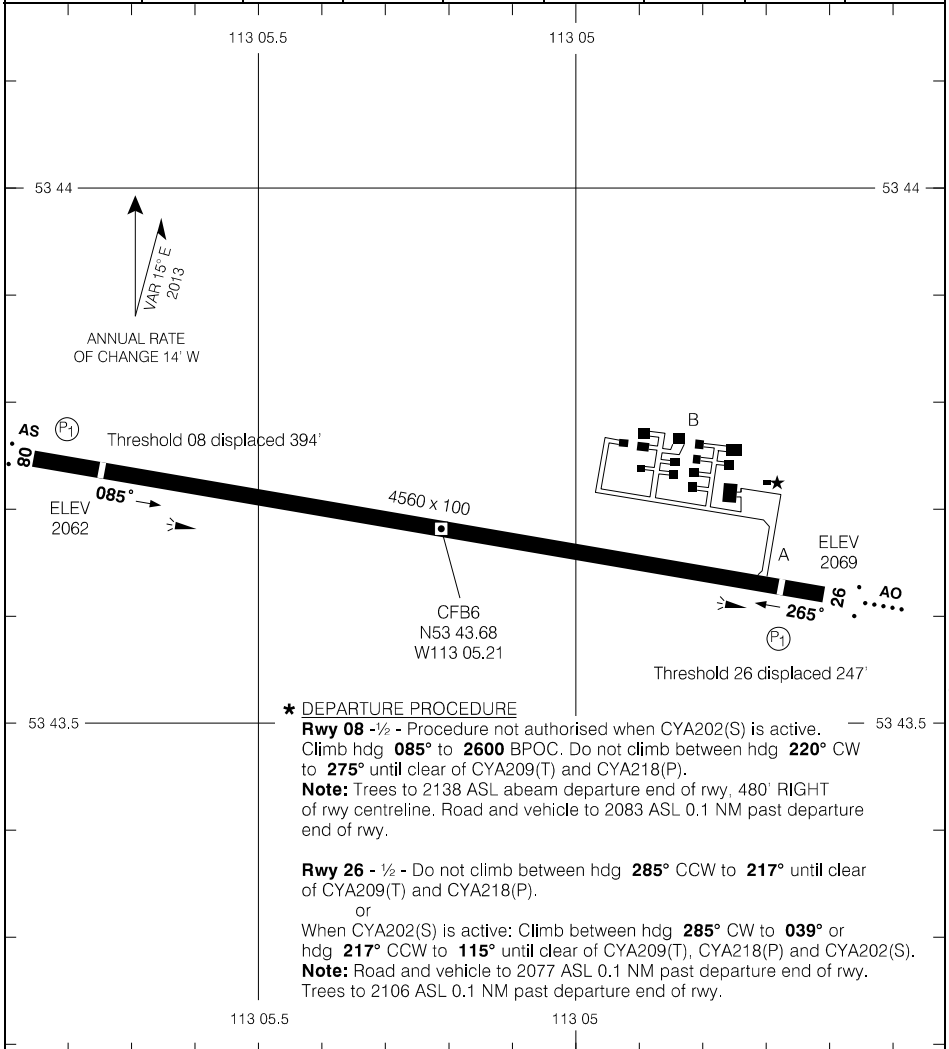 113 05.5
113 05
53 44
53 44
VAR 15° E
2013
ANNUAL RATE
OF CHANGE 14' W
AS
P1
Threshold 08 displaced 394'
08
085°
ELEV
2062
4560 x 100
B
A
ELEV
2069
26
AO
265°
P1
Threshold 26 displaced 247'
CFB6
N53 43.68
W113 05.21
53 43.5
53 43.5
* DEPARTURE PROCEDURE
Rwy 08 -½ - Procedure not authorised when CYA202(S) is active.
Climb hdg 085° to 2600 BPOC. Do not climb between hdg 220° CW
to 275° until clear of CYA209(T) and CYA218(P).
Note: Trees to 2138 ASL abeam departure end of rwy, 480' RIGHT
of rwy centreline. Road and vehicle to 2083 ASL 0.1 NM past departure
end of rwy.
Rwy 26 - ½ - Do not climb between hdg 285° CCW to 217° until clear
of CYA209(T) and CYA218(P).
or
When CYA202(S) is active: Climb between hdg 285° CW to 039° or
hdg 217° CCW to 115° until clear of CYA209(T), CYA218(P) and CYA202(S).
Note: Road and vehicle to 2077 ASL 0.1 NM past departure end of rwy.
Trees to 2106 ASL 0.1 NM past departure end of rwy.
113 05.5
113 05